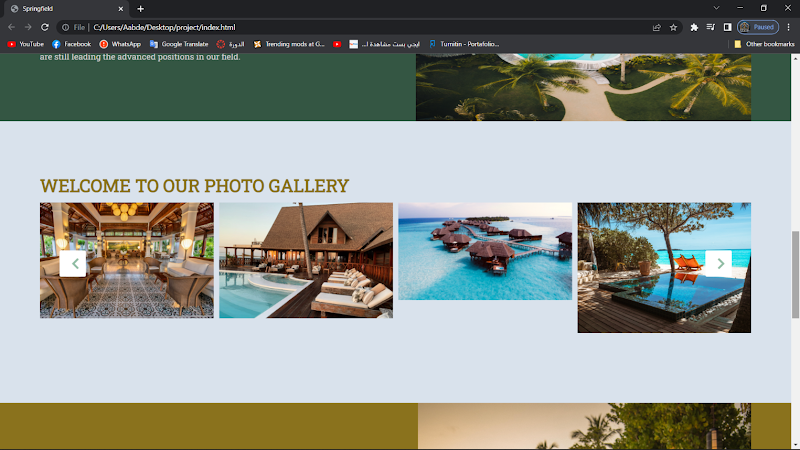 Springfield
File C:/Users/Aabde/Desktop/project/index.html Paused
YouTube Facebook WhatsApp Google Translate الدورة Trending mods at G... ايجي بست مشاهدة ا... Turnitin - Portafolio... Other bookmarks
are still leading the advanced positions in our field.
WELCOME TO OUR PHOTO GALLERY